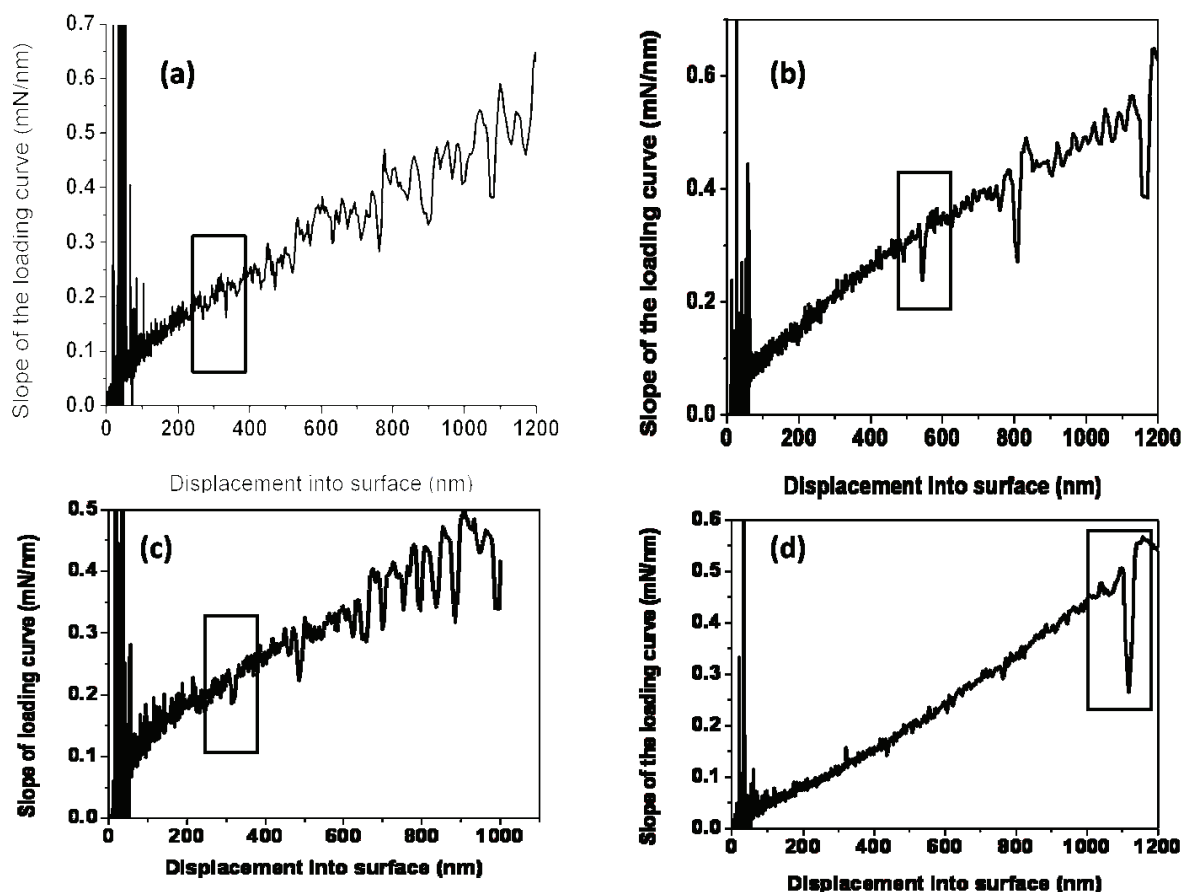 (a)
Slope of the loading curve (mN/nm)
0.7
0.6
0.5
0.4
0.3
0.2
0.1
0.0
0 200 400 600 800 1000 1200
Displacement into surface (nm)
(b)
Slope of the loading curve (mN/nm)
0.6
0.4
0.2
0.0
0 200 400 600 800 1000 1200
Displacement into surface (nm)
(c)
Slope of loading curve (mN/nm)
0.5
0.4
0.3
0.2
0.1
0.0
0 200 400 600 800 1000
Displacement into surface (nm)
(d)
Slope of the loading curve (mN/nm)
0.6
0.5
0.4
0.3
0.2
0.1
0.0
0 200 400 600 800 1000 1200
Displacement into surface (nm)